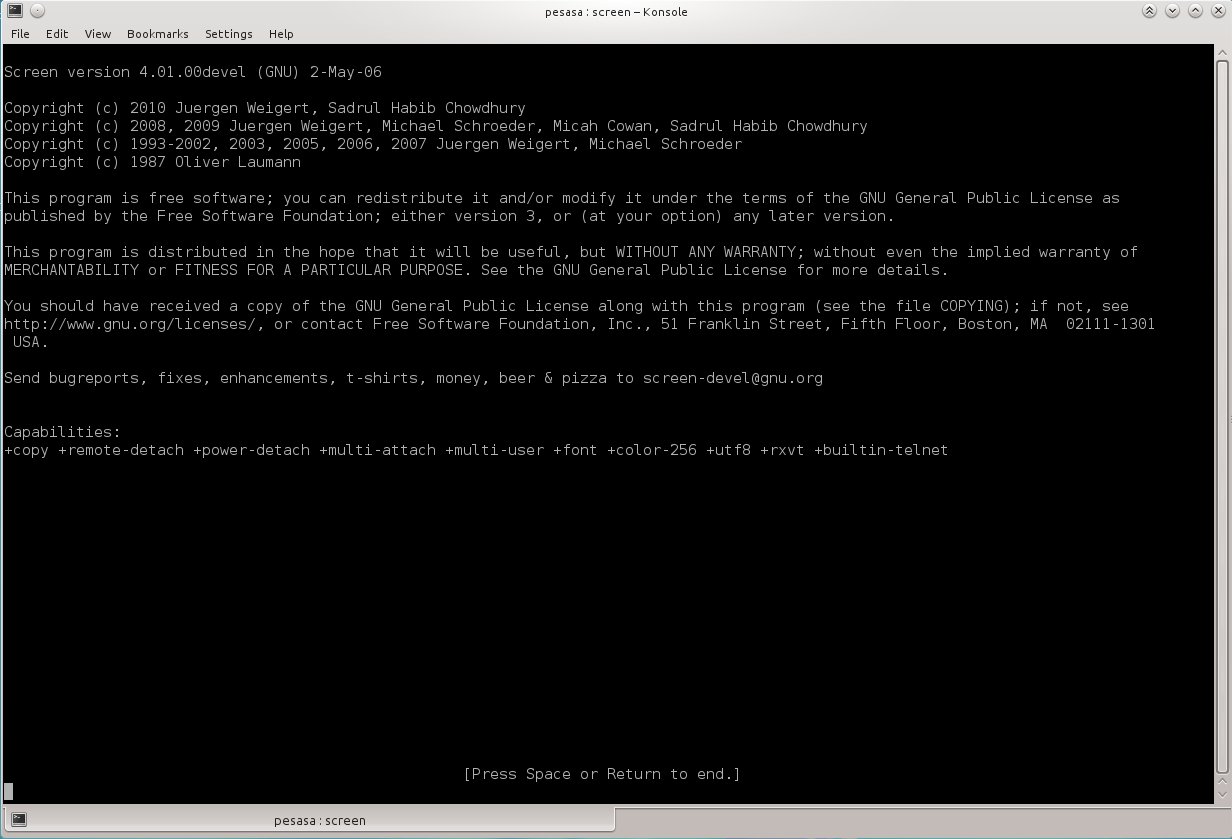 pesasa : screen – Konsole
File Edit View Bookmarks Settings Help
Screen version 4.01.00devel (GNU) 2-May-06
Copyright (c) 2010 Juergen Weigert, Sadrul Habib Chowdhury
Copyright (c) 2008, 2009 Juergen Weigert, Michael Schroeder, Micah Cowan, Sadrul Habib Chowdhury
Copyright (c) 1993-2002, 2003, 2005, 2006, 2007 Juergen Weigert, Michael Schroeder
Copyright (c) 1987 Oliver Laumann
This program is free software; you can redistribute it and/or modify it under the terms of the GNU General Public License as
published by the Free Software Foundation; either version 3, or (at your option) any later version.
This program is distributed in the hope that it will be useful, but WITHOUT ANY WARRANTY; without even the implied warranty of
MERCHANTABILITY or FITNESS FOR A PARTICULAR PURPOSE. See the GNU General Public License for more details.
You should have received a copy of the GNU General Public License along with this program (see the file COPYING); if not, see
http://www.gnu.org/licenses/, or contact Free Software Foundation, Inc., 51 Franklin Street, Fifth Floor, Boston, MA  02111-1301
 USA.
Send bugreports, fixes, enhancements, t-shirts, money, beer & pizza to screen-devel@gnu.org
Capabilities:
+copy +remote-detach +power-detach +multi-attach +multi-user +font +color-256 +utf8 +rxvt +builtin-telnet
[Press Space or Return to end.]
pesasa : screen